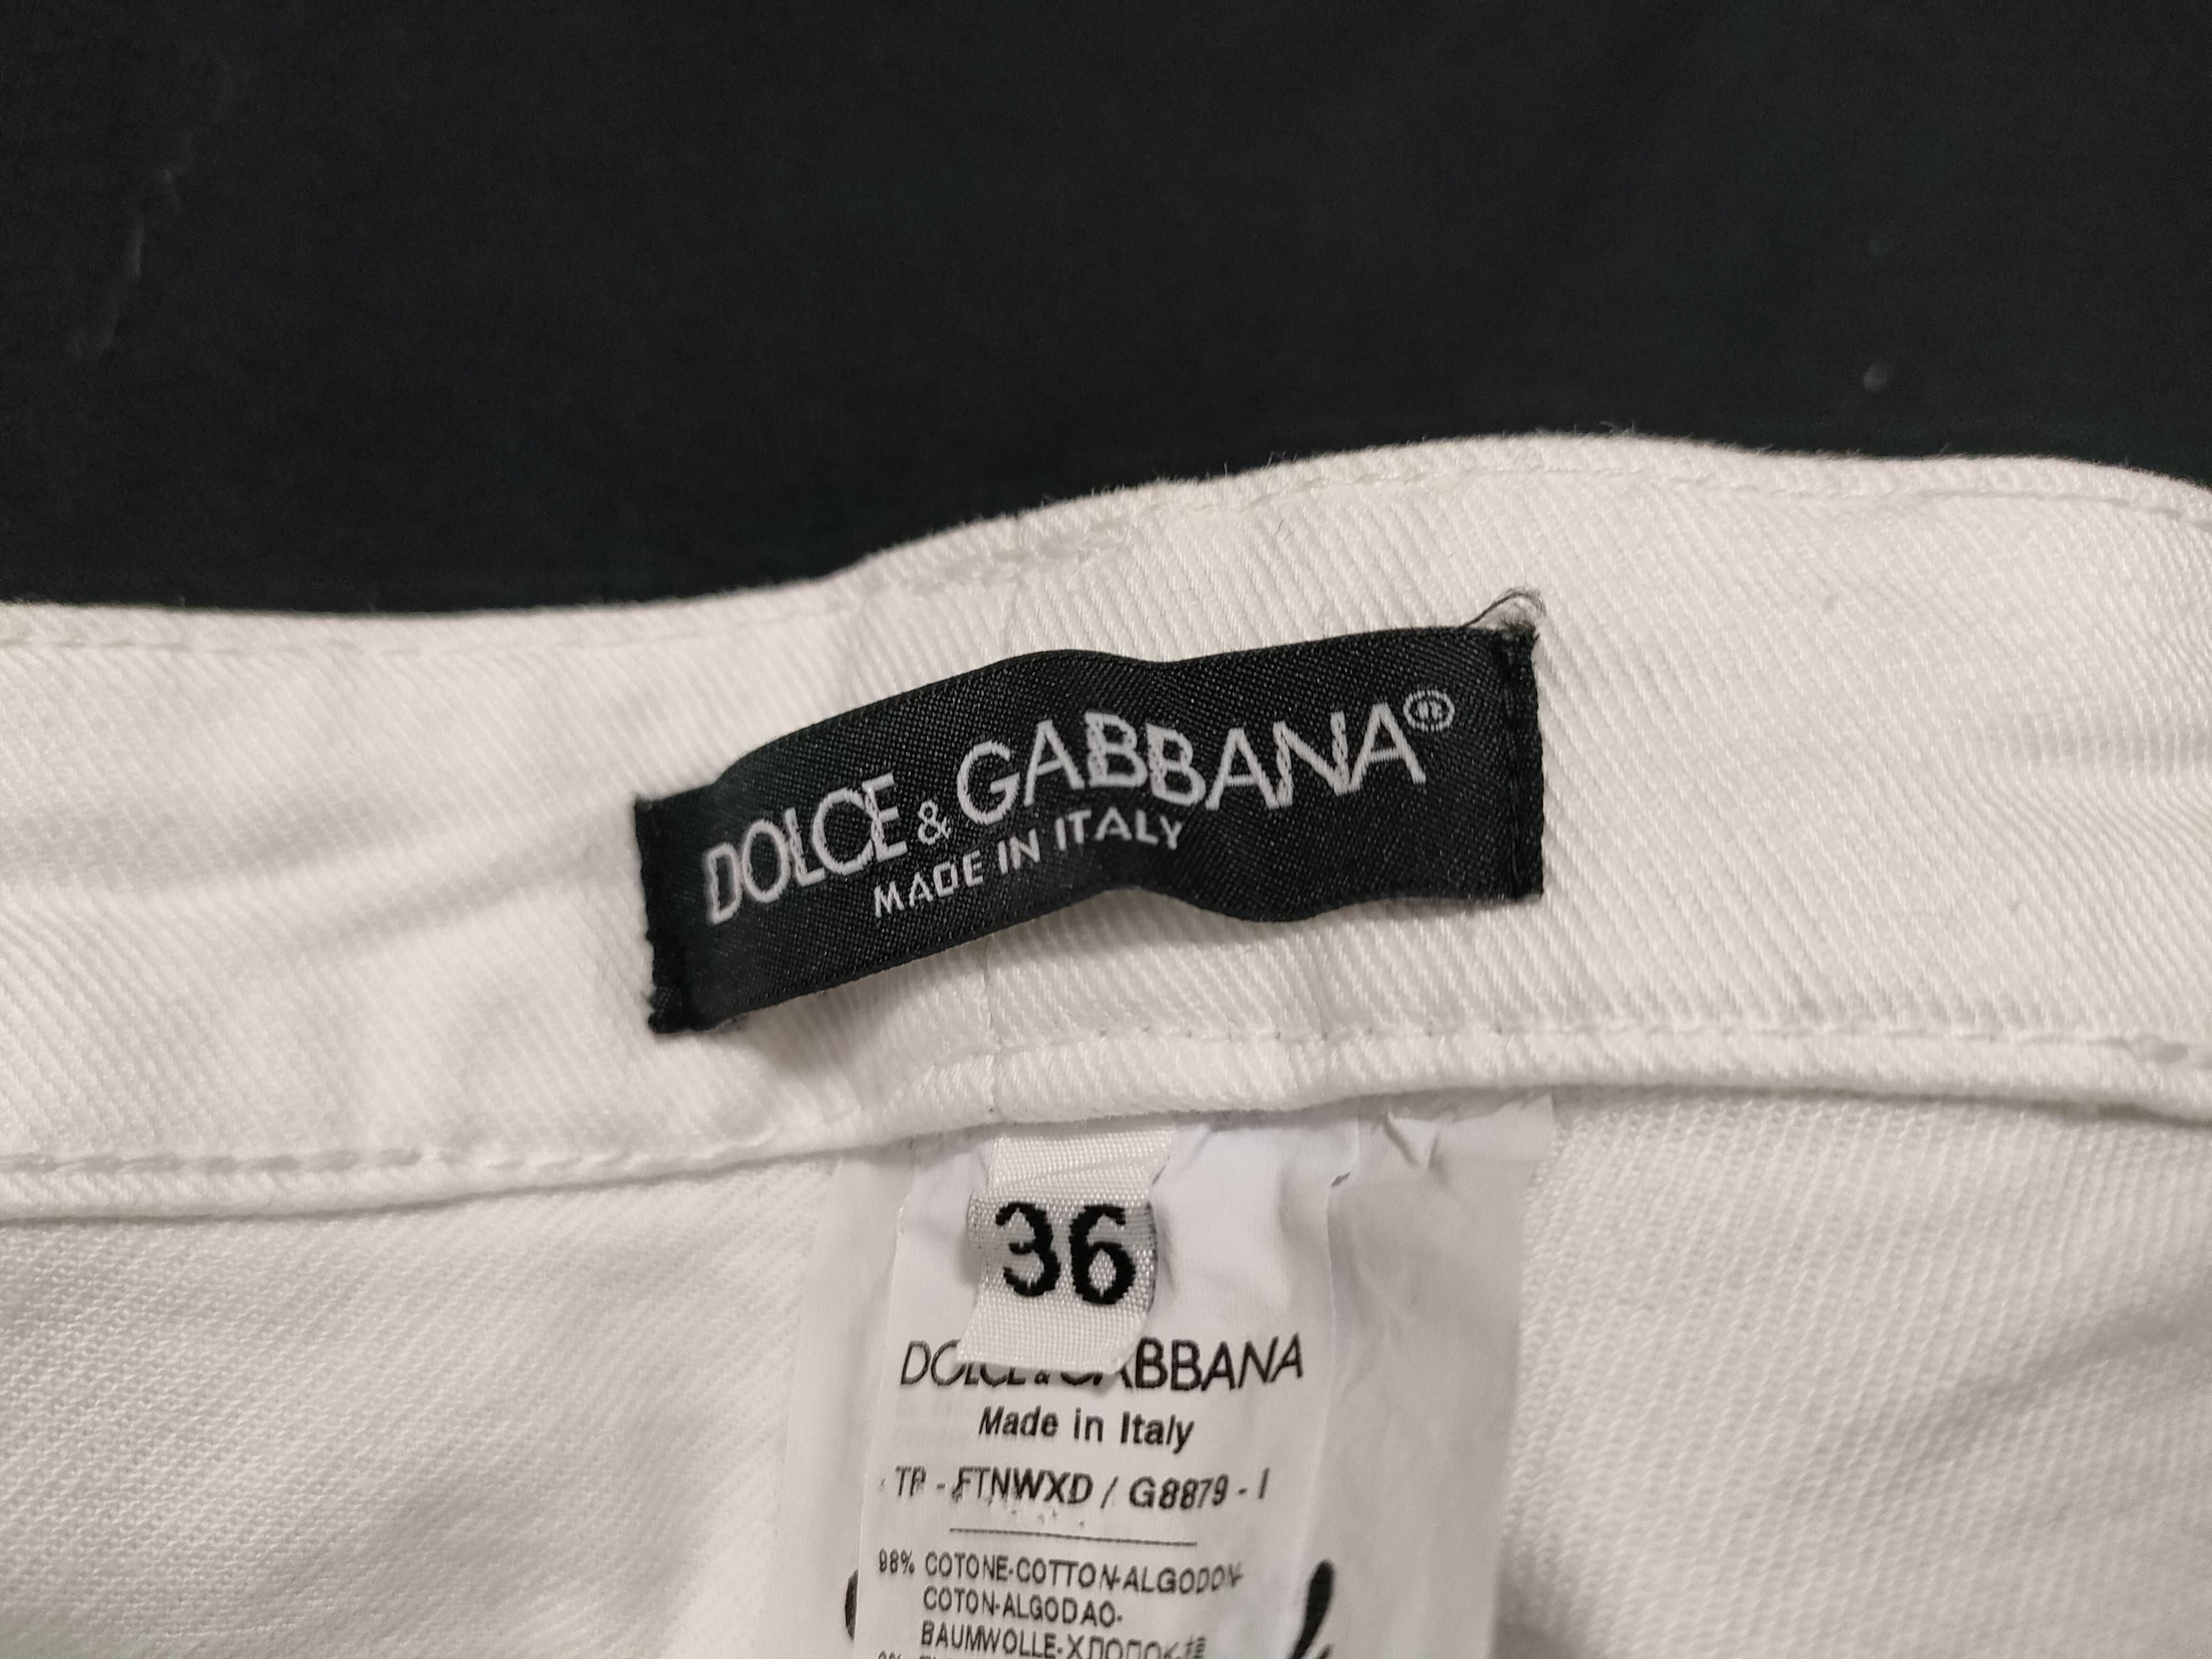 DOLCE & GABBANA®
MADE IN ITALY
36
DOLCE & GABBANA
Made in Italy
TP - FTNWXD / G8879 - I
98% COTONE-COTTON-ALGODON-
COTON-ALGODAO-
BAUMWOLLE-ХЛОПОК-棉